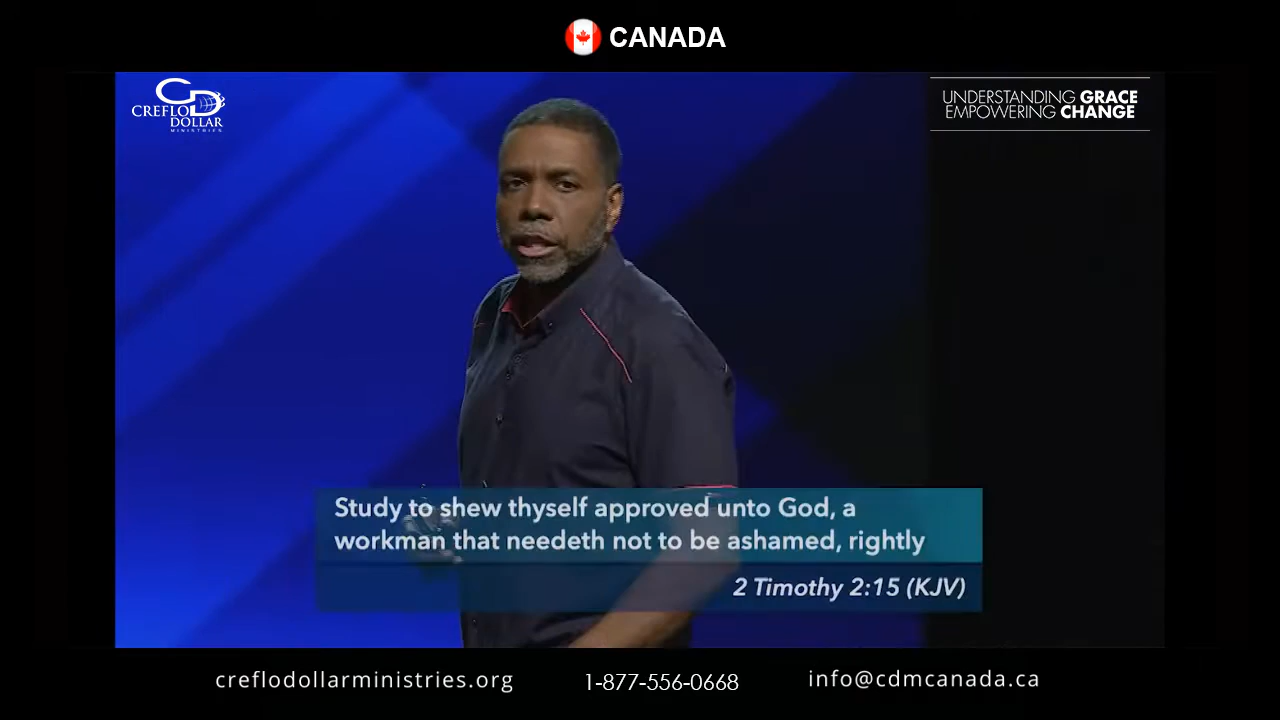 CANADA
CREFLO
DOLLAR
MINISTRIES
UNDERSTANDING GRACE
EMPOWERING CHANGE
Study to shew thyself approved unto God, a
workman that needeth not to be ashamed, rightly
2 Timothy 2:15 (KJV)
creflodollarministries.org
1-877-556-0668
info@cdmcanada.ca